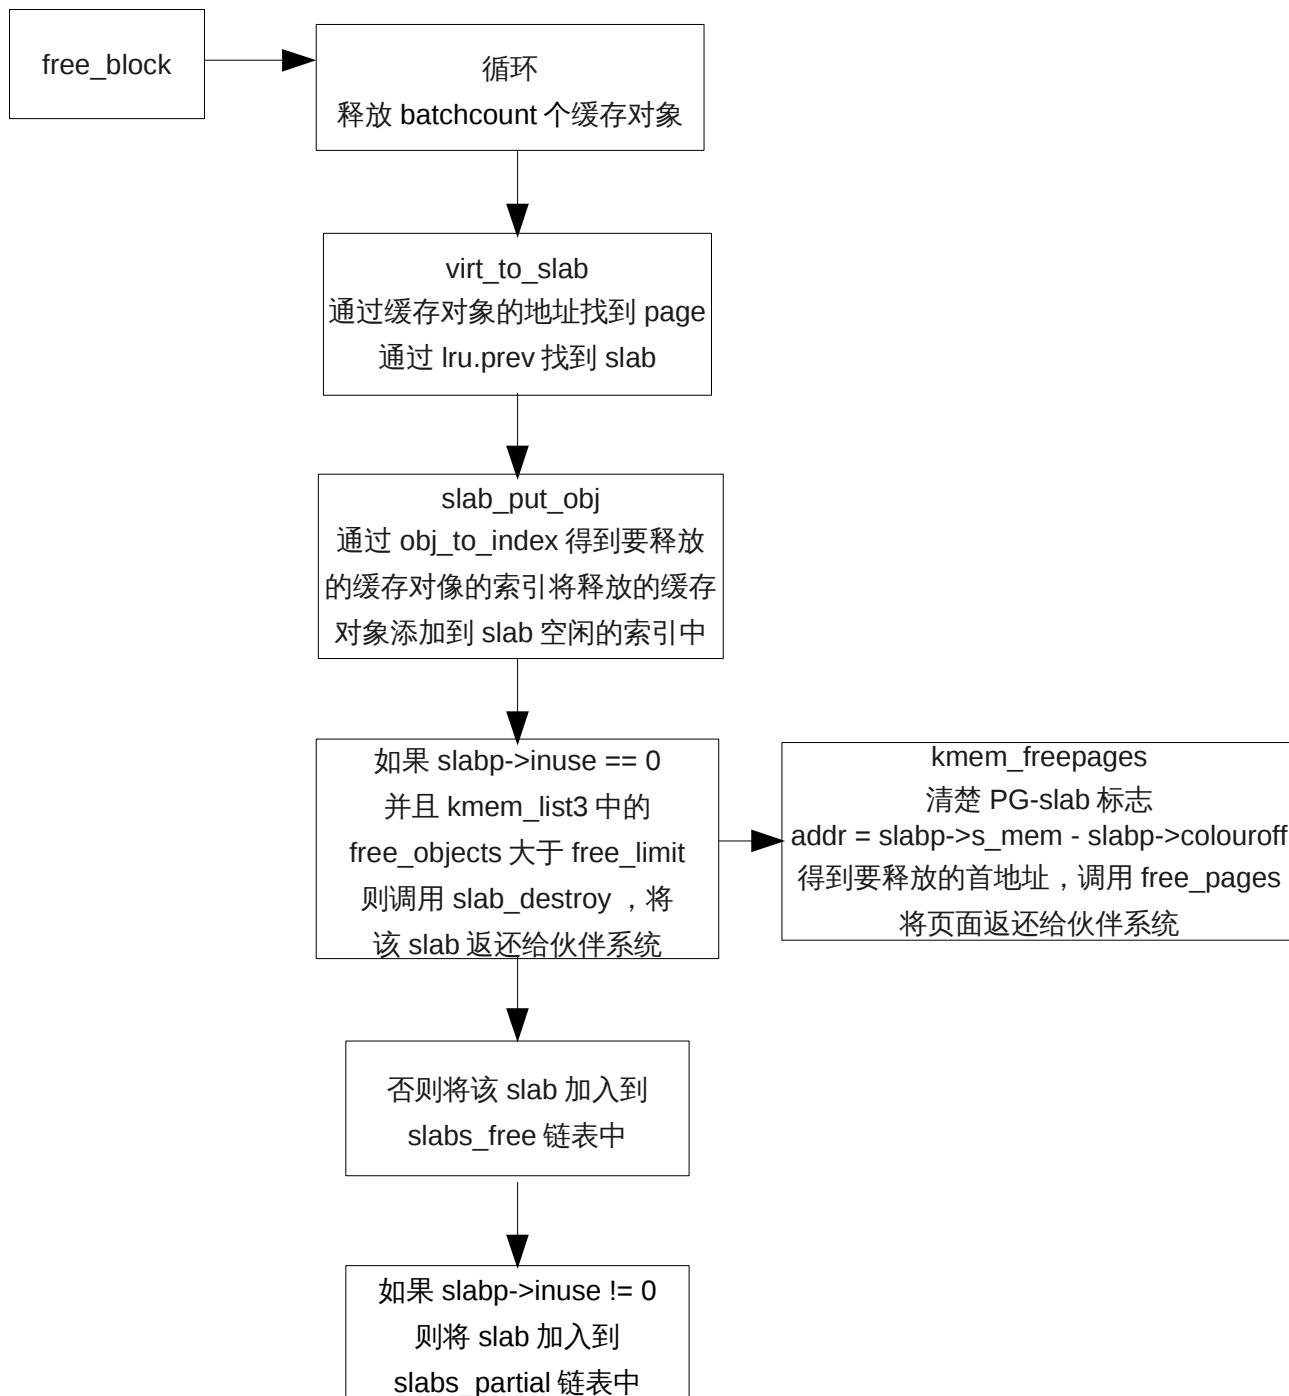 free_block
循环
释放 batchcount 个缓存对象
virt_to_slab
通过缓存对象的地址找到 page
通过 lru.prev 找到 slab
slab_put_obj
通过 obj_to_index 得到要释放
的缓存对像的索引将释放的缓存
对象添加到 slab 空闲的索引中
如果 slabp->inuse == 0
并且 kmem_list3 中的
free_objects 大于 free_limit
则调用 slab_destroy ，将
该 slab 返还给伙伴系统
kmem_freepages
清楚 PG-slab 标志
addr = slabp->s_mem - slabp->colouroff
得到要释放的首地址，调用 free_pages
将页面返还给伙伴系统
否则将该 slab 加入到
slabs_free 链表中
如果 slabp->inuse != 0
则将 slab 加入到
slabs_partial 链表中